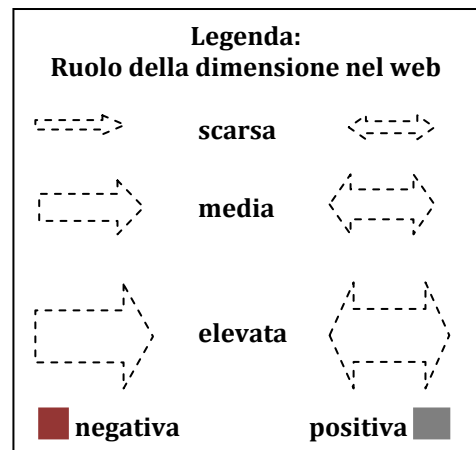 Legenda:
Ruolo della dimensione nel web
scarsa
media
elevata
negativa positiva